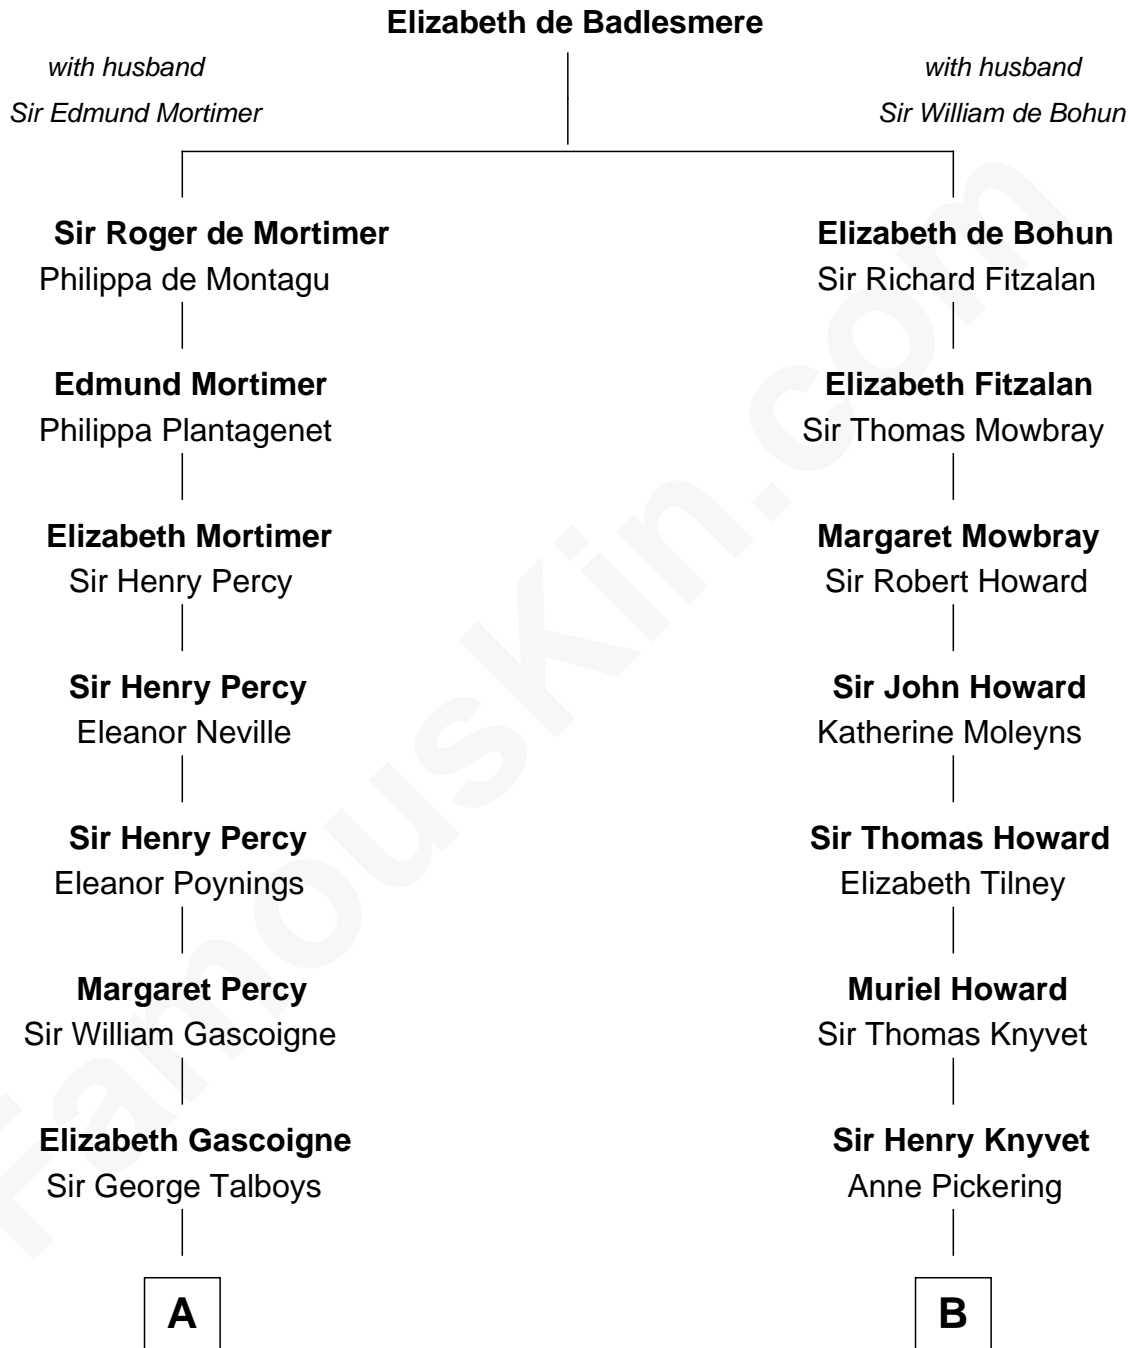 Elizabeth de Badlesmere
with husband
Sir Edmund Mortimer
with husband
Sir William de Bohun
Sir Roger de Mortimer
Philippa de Montagu
Elizabeth de Bohun
Sir Richard Fitzalan
Edmund Mortimer
Philippa Plantagenet
Elizabeth Fitzalan
Sir Thomas Mowbray
Elizabeth Mortimer
Sir Henry Percy
Margaret Mowbray
Sir Robert Howard
Sir Henry Percy
Eleanor Neville
Sir John Howard
Katherine Moleyns
Sir Henry Percy
Eleanor Poynings
Sir Thomas Howard
Elizabeth Tilney
Margaret Percy
Sir William Gascoigne
Muriel Howard
Sir Thomas Knyvet
Elizabeth Gascoigne
Sir George Talboys
Sir Henry Knyvet
Anne Pickering
A
B
FamousKin.com